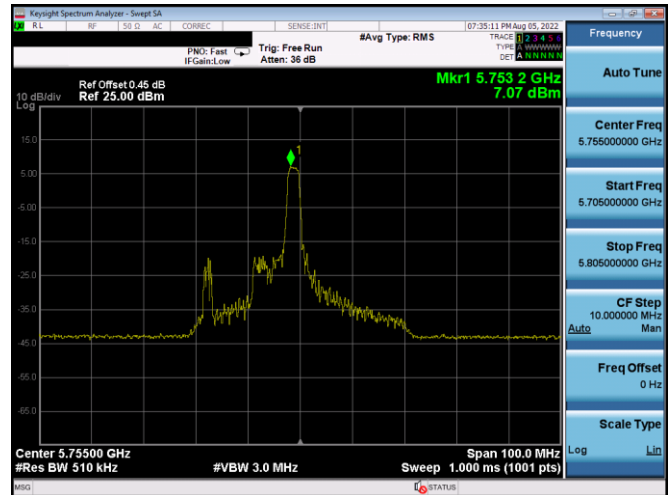 Keysight Spectrum Analyzer - Swept SA
LXI RL RF 50 Ω AC CORREC SENSE:INT 07:35:11 PM Aug 05, 2022
#Avg Type: RMS
TRACE 1 2 3 4 5 6
TYPE A WWWWW
DET A N N N N N
PNO: Fast
IFGain:Low
Trig: Free Run
Atten: 36 dB
Mkr1 5.753 2 GHz
7.07 dBm
Ref Offset 0.45 dB
Ref 25.00 dBm
10 dB/div
Log
15.0
5.00
-5.00
-15.0
-25.0
-35.0
-45.0
-55.0
-65.0
1
Center 5.75500 GHz
#Res BW 510 kHz
#VBW 3.0 MHz
Span 100.0 MHz
Sweep 1.000 ms (1001 pts)
MSG
STATUS
Frequency
Auto Tune
Center Freq
5.755000000 GHz
Start Freq
5.705000000 GHz
Stop Freq
5.805000000 GHz
CF Step
10.000000 MHz
Auto Man
Freq Offset
0 Hz
Scale Type
Log Lin